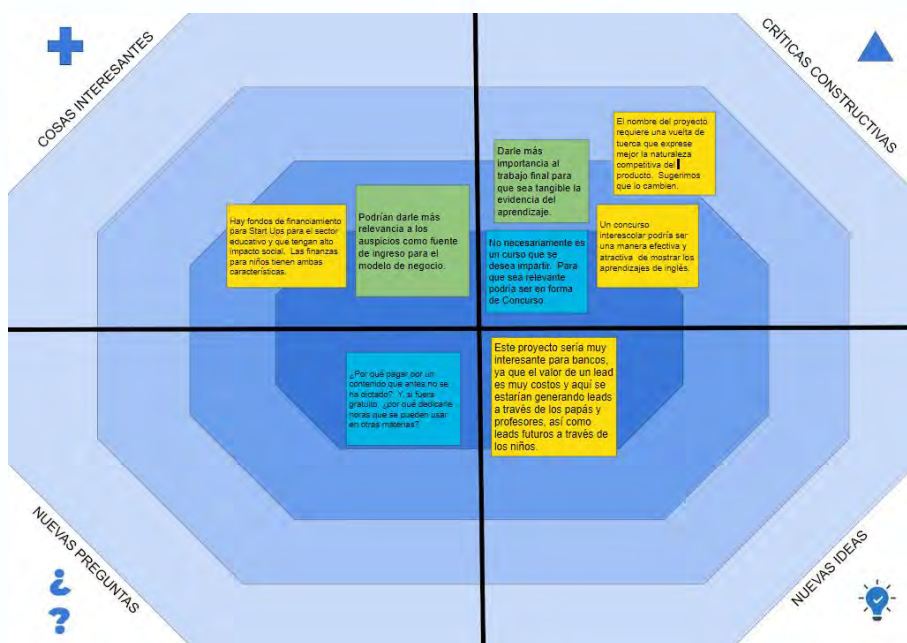 COSAS INTERESANTES
CRÍTICAS CONSTRUCTIVAS
Hay fondos de financiamiento
para Start Ups para el sector
educativo y que tengan alto
impacto social. Las finanzas
para niños tienen ambas
características.
Podrían darle más
relevancia a los
auspicios como fuente
de ingreso para el
modelo de negocio.
Darle más
importancia al
trabajo final para
que sea tangible la
evidencia del
aprendizaje.
El nombre del proyecto
requiere una vuelta de
tuerca que exprese
mejor la naturaleza
competitiva del
producto. Sugerimos
que lo cambien.
No necesariamente es
un curso que se
desea impartir. Para
que sea relevante
podría ser en forma
de Concurso.
Un concurso
interescolar podría ser
una manera efectiva y
atractiva de mostrar los
aprendizajes de inglés.
¿Por qué pagar por un
contenido que antes no se
ha dictado? Y, si fuera
gratuito, ¿por qué dedicarle
horas que se pueden usar
en otras materias?
Este proyecto sería muy
interesante para bancos,
ya que el valor de un lead
es muy costos y aquí se
estarían generando leads
a través de los papás y
profesores, así como
leads futuros a través de
los niños.
NUEVAS PREGUNTAS
¿
?
NUEVAS IDEAS